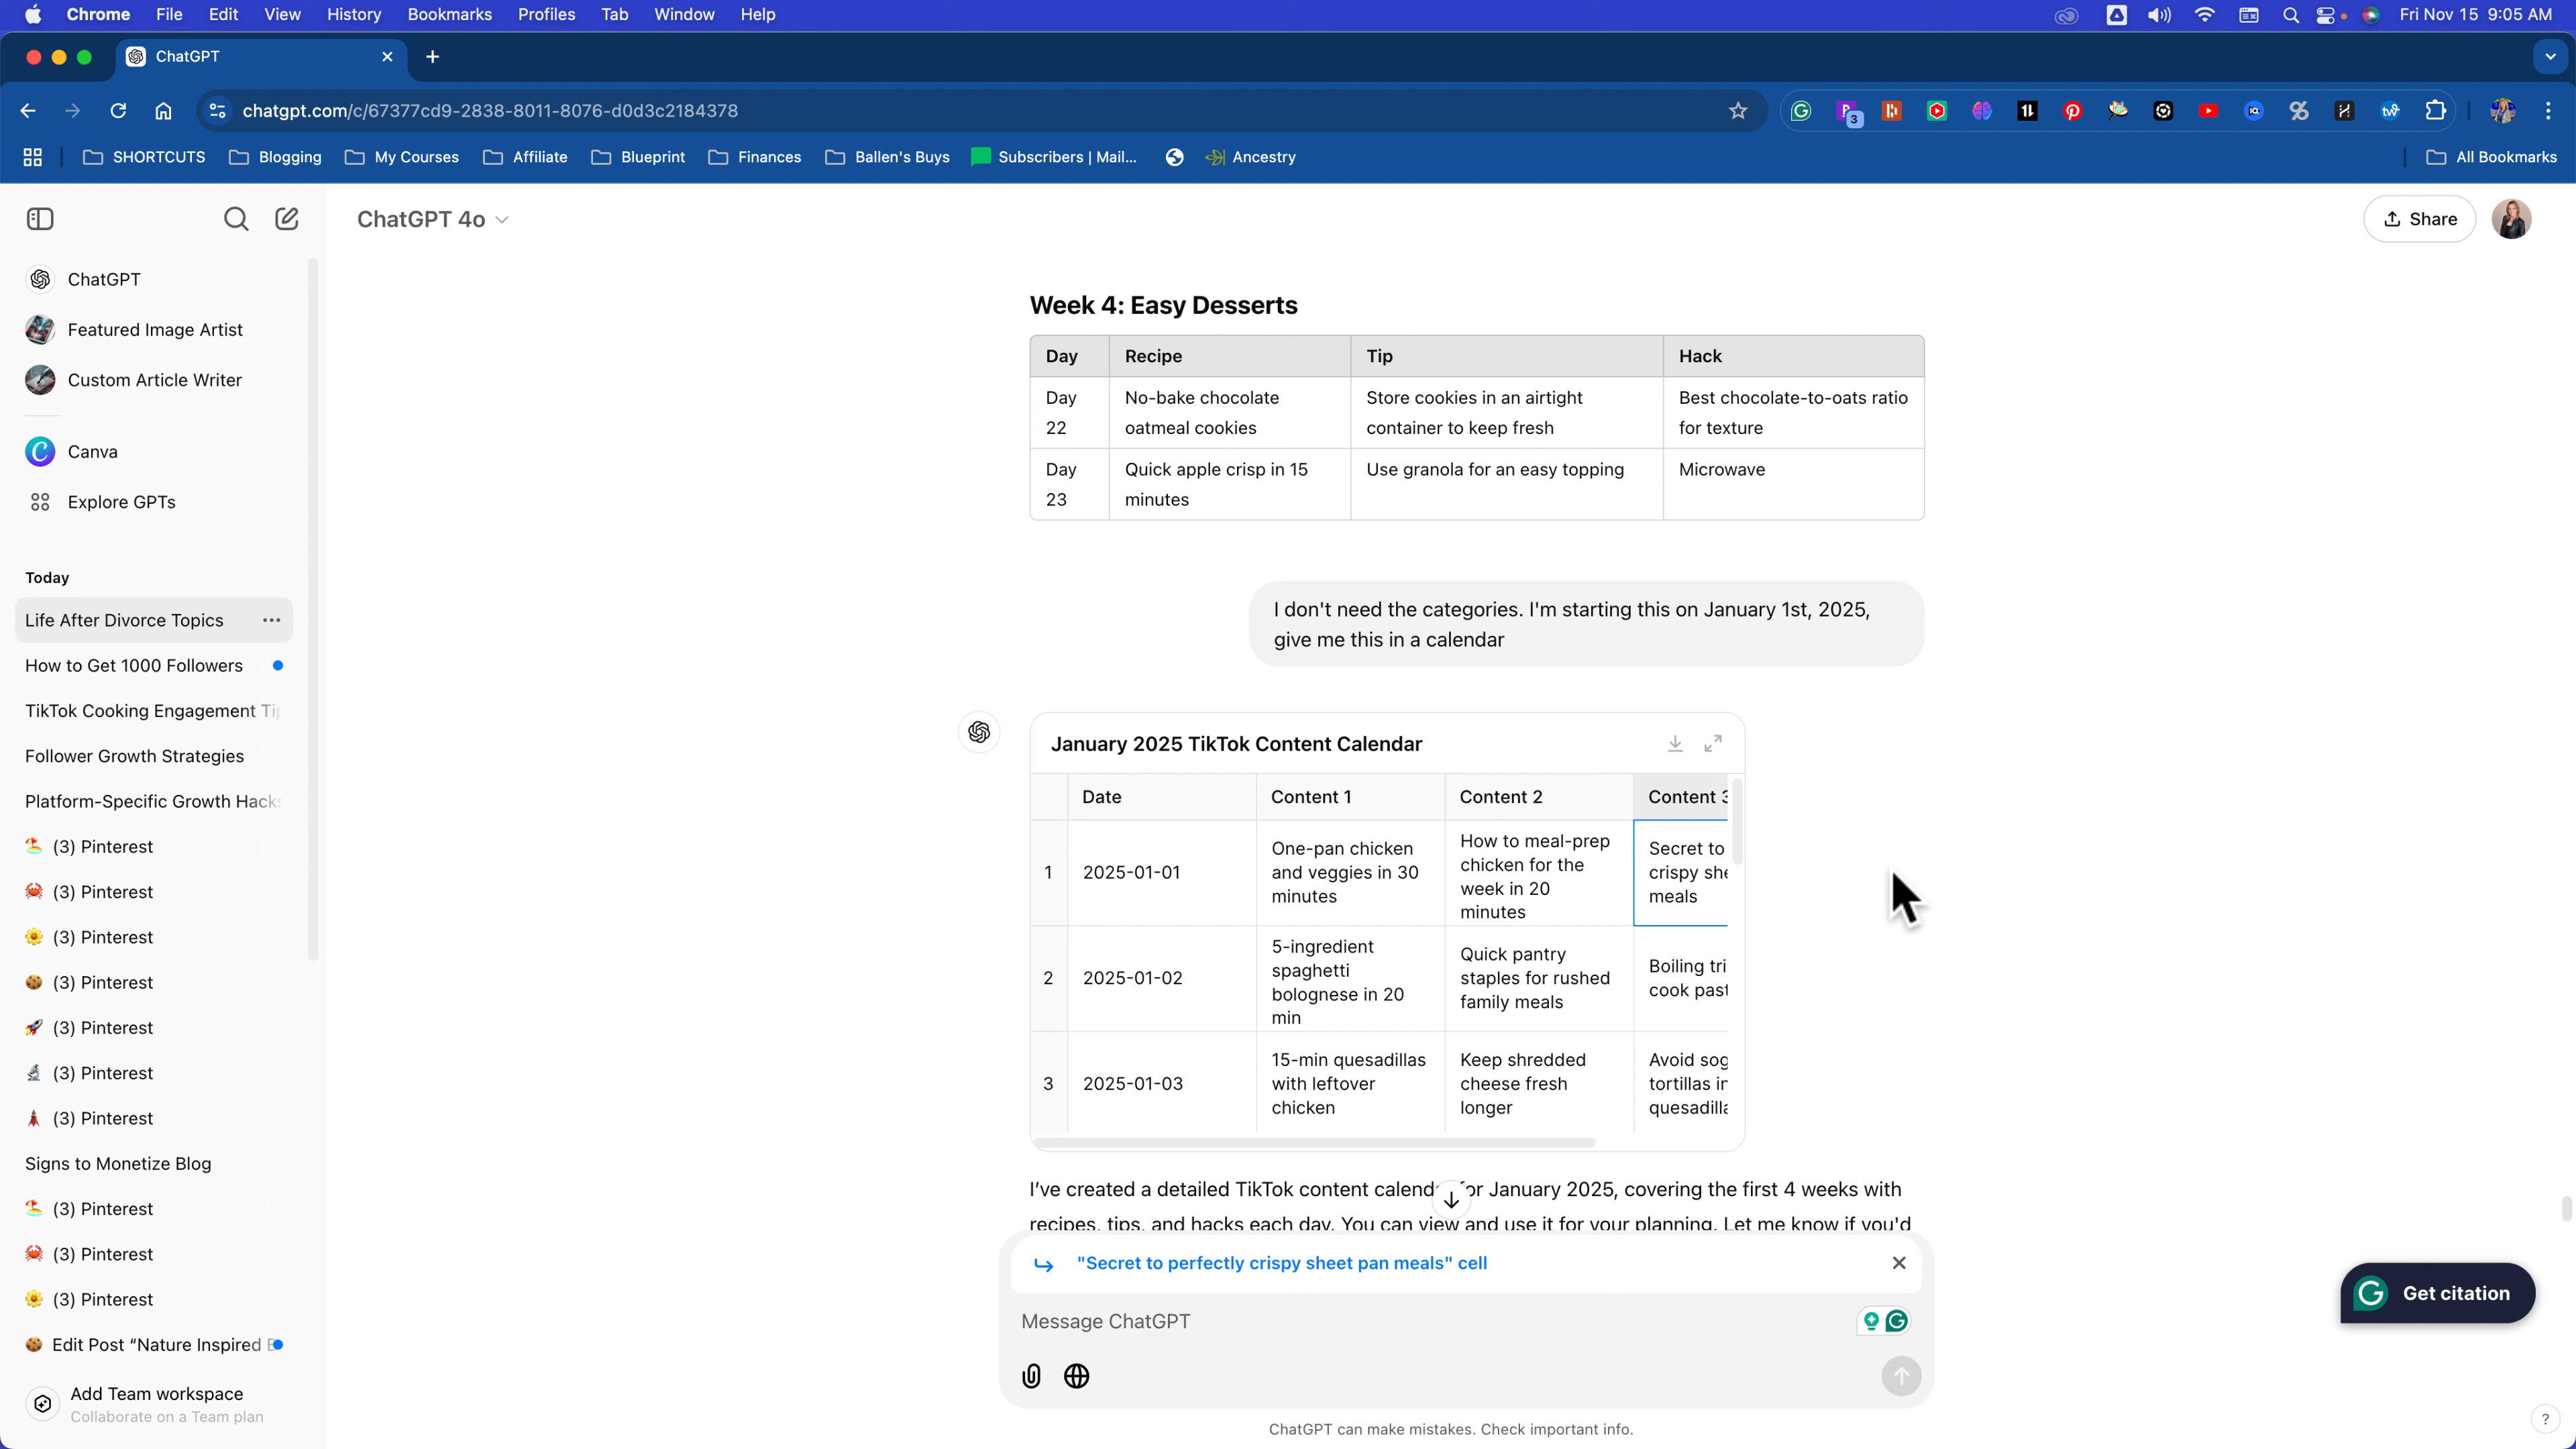 Chrome File Edit View History Bookmarks Profiles Tab Window Help
Fri Nov 15 9:05 AM
ChatGPT
chatgpt.com/c/67377cd9-2838-8011-8076-d0d3c2184378
3
SHORTCUTS Blogging My Courses Affiliate Blueprint Finances Ballen's Buys Subscribers | Mail... Ancestry All Bookmarks
ChatGPT 4o
Share
ChatGPT
Featured Image Artist
Custom Article Writer
Canva
Explore GPTs
Today
Life After Divorce Topics
How to Get 1000 Followers
TikTok Cooking Engagement Ti
Follower Growth Strategies
Platform-Specific Growth Hack
(3) Pinterest
(3) Pinterest
(3) Pinterest
(3) Pinterest
(3) Pinterest
(3) Pinterest
(3) Pinterest
Signs to Monetize Blog
(3) Pinterest
(3) Pinterest
(3) Pinterest
Edit Post “Nature Inspired
Add Team workspace
Collaborate on a Team plan
Week 4: Easy Desserts
Day Recipe Tip Hack
Day No-bake chocolate Store cookies in an airtight Best chocolate-to-oats ratio
22 oatmeal cookies container to keep fresh for texture
Day Quick apple crisp in 15 Use granola for an easy topping Microwave
23 minutes
I don't need the categories. I'm starting this on January 1st, 2025,
give me this in a calendar
January 2025 TikTok Content Calendar
Date Content 1 Content 2 Content 3
1
2025-01-01
One-pan chicken
and veggies in 30
minutes
How to meal-prep
chicken for the
week in 20
minutes
Secret to
crispy she
meals
2
2025-01-02
5-ingredient
spaghetti
bolognese in 20
min
Quick pantry
staples for rushed
family meals
Boiling tri
cook past
3
2025-01-03
15-min quesadillas
with leftover
chicken
Keep shredded
cheese fresh
longer
Avoid sog
tortillas in
quesadilla
I’ve created a detailed TikTok content calend or January 2025, covering the first 4 weeks with
recipes, tips, and hacks each day. You can view and use it for your planning. Let me know if you'd
"Secret to perfectly crispy sheet pan meals" cell
Message ChatGPT
Get citation
ChatGPT can make mistakes. Check important info.
?